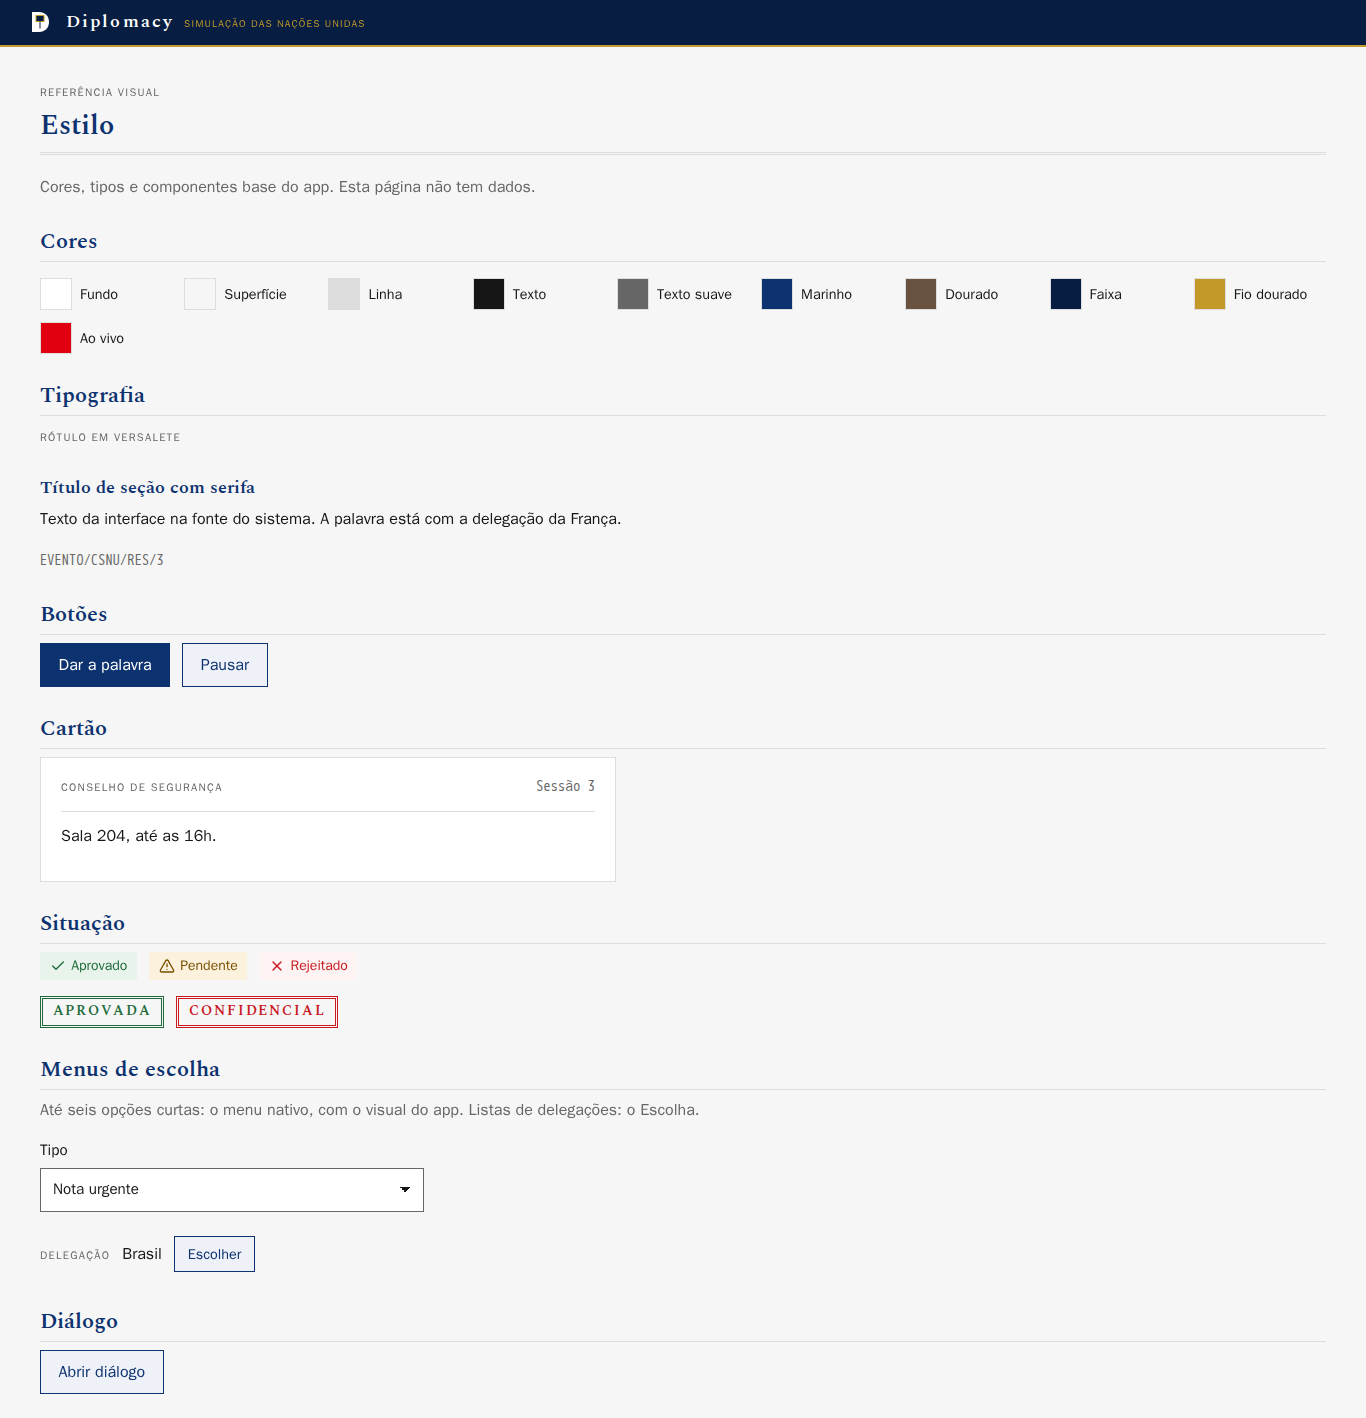 Diplomacy SIMULAÇÃO DAS NAÇÕES UNIDAS
REFERÊNCIA VISUAL
Estilo
Cores, tipos e componentes base do app. Esta página não tem dados.
Cores
Fundo Superfície Linha Texto Texto suave Marinho Dourado Faixa Fio dourado
Ao vivo
Tipografia
RÓTULO EM VERSALETE
Título de seção com serifa
Texto da interface na fonte do sistema. A palavra está com a delegação da França.
EVENTO/CSNU/RES/3
Botões
Dar a palavra Pausar
Cartão
CONSELHO DE SEGURANÇA Sessão 3
Sala 204, até as 16h.
Situação
Aprovado Pendente Rejeitado
APROVADA CONFIDENCIAL
Menus de escolha
Até seis opções curtas: o menu nativo, com o visual do app. Listas de delegações: o Escolha.
Tipo
Nota urgente
DELEGAÇÃO Brasil Escolher
Diálogo
Abrir diálogo